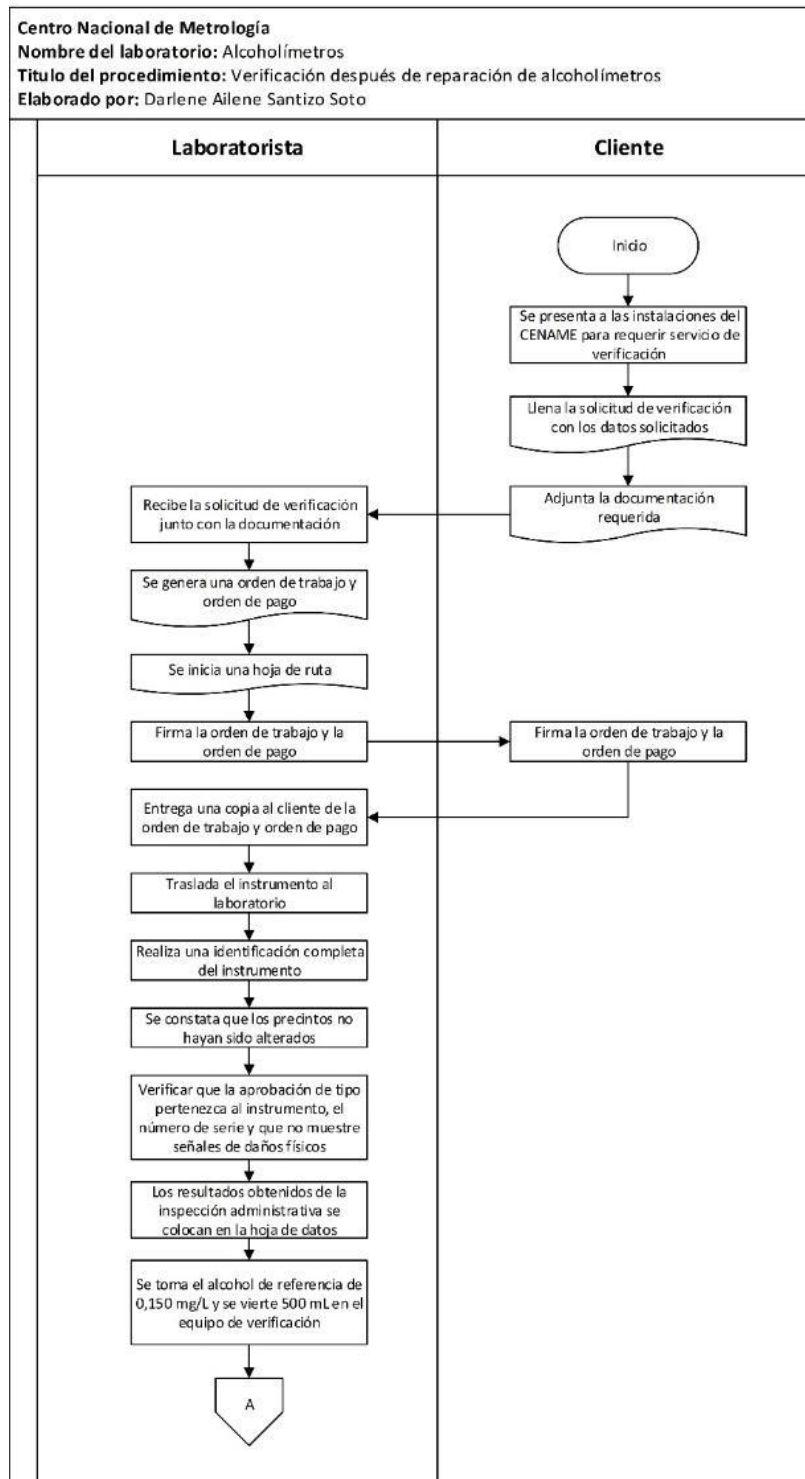 Centro Nacional de Metrología
Nombre del laboratorio: Alcoholímetros
Titulo del procedimiento: Verificación después de reparación de alcoholímetros
Elaborado por: Darlene Ailene Santizo Soto
Laboratorista
Cliente
Inicio
Se presenta a las instalaciones del
CENAME para requerir servicio de
verificación
Llena la solicitud de verificación
con los datos solicitados
Adjunta la documentación
requerida
Recibe la solicitud de verificación
junto con la documentación
Se genera una orden de trabajo y
orden de pago
Se inicia una hoja de ruta
Firma la orden de trabajo y la
orden de pago
Firma la orden de trabajo y la
orden de pago
Entrega una copia al cliente de la
orden de trabajo y orden de pago
Traslada el instrumento al
laboratorio
Realiza una identificación completa
del instrumento
Se constata que los precintos no
hayan sido alterados
Verificar que la aprobación de tipo
pertenezca al instrumento, el
número de serie y que no muestre
señales de daños físicos
Los resultados obtenidos de la
inspección administrativa se
colocan en la hoja de datos
Se toma el alcohol de referencia de
0,150 mg/L y se vierte 500 mL en el
equipo de verificación
A